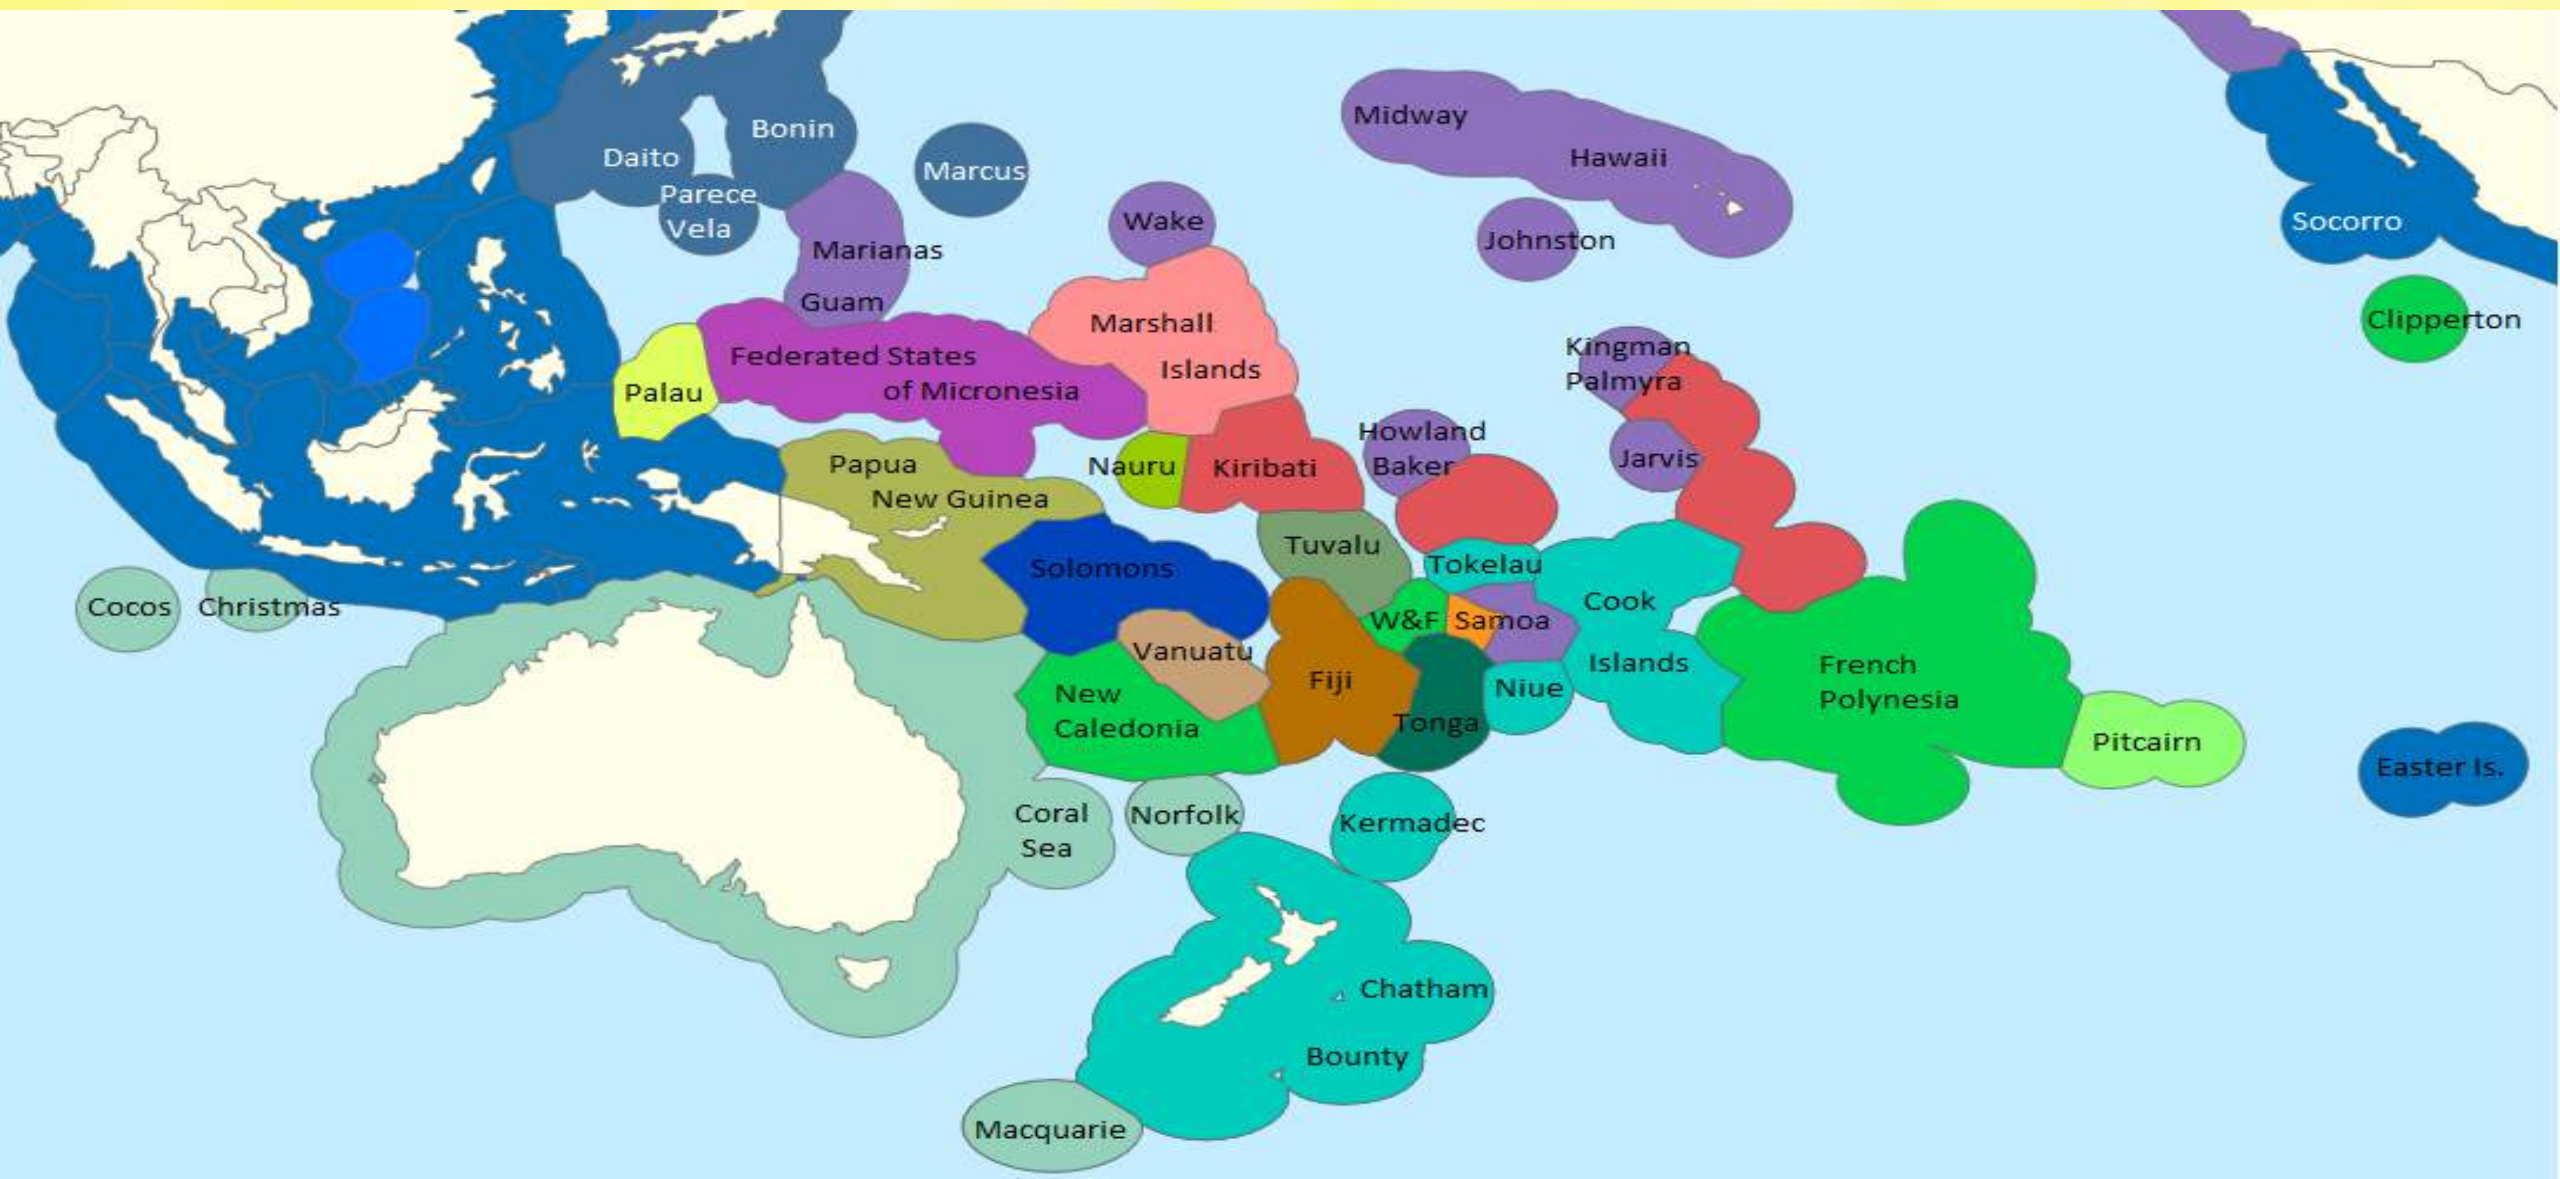 Midway
Bonin
Daito
Hawaii
Marcus
Parece
Vela
Wake
Socorro
Johnston
Marianas
Guam
Clipperton
Marshall
Islands
Kingman
Palmyra
Federated States
of Micronesia
Palau
Howland
Baker
Jarvis
Papua
New Guinea
Nauru
Kiribati
Tuvalu
Tokelau
Solomons
Cook
Islands
Cocos
Christmas
W&F
Samoa
Vanuatu
Fiji
Niue
French
Polynesia
New
Caledonia
Tonga
Pitcairn
Easter Is.
Coral
Sea
Norfolk
Kermadec
Chatham
Bounty
Macquarie